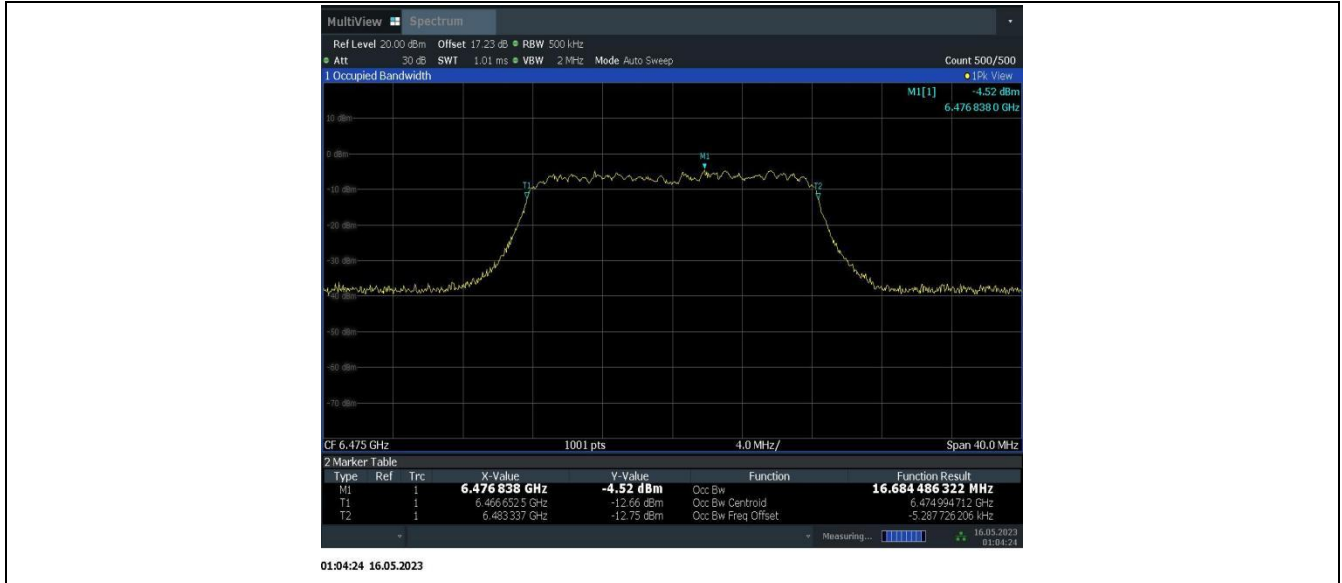 MultiView Spectrum
Ref Level 20.00 dBm Offset 17.23 dB RBW 500 kHz
Att 30 dB SWT 1.01 ms VBW 2 MHz Mode Auto Sweep Count 500/500
1 Occupied Bandwidth 1Pk View
M1[1] -4.52 dBm
6.476 838 0 GHz
10 dBm
0 dBm
M1
T1
T2
-10 dBm
-20 dBm
-30 dBm
-40 dBm
-50 dBm
-60 dBm
-70 dBm
CF 6.475 GHz 1001 pts 4.0 MHz/ Span 40.0 MHz
2 Marker Table
Type Ref Trc X-Value Y-Value Function Function Result
M1 1 6.476 838 GHz -4.52 dBm Occ Bw 16.684 486 322 MHz
T1 1 6.466 652 5 GHz -12.66 dBm Occ Bw Centroid 6.474 994 712 GHz
T2 1 6.483 337 GHz -12.75 dBm Occ Bw Freq Offset -5.287 726 206 kHz
Measuring... 16.05.2023
01:04:24
01:04:24 16.05.2023